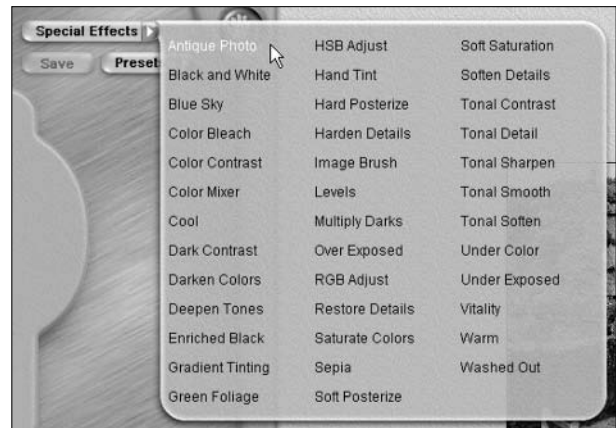 Special Effects
Save
Preset
Antique Photo
Black and White
Blue Sky
Color Bleach
Color Contrast
Color Mixer
Cool
Dark Contrast
Darken Colors
Deepen Tones
Enriched Black
Gradient Tinting
Green Foliage
HSB Adjust
Hand Tint
Hard Posterize
Harden Details
Image Brush
Levels
Multiply Darks
Over Exposed
RGB Adjust
Restore Details
Saturate Colors
Sepia
Soft Posterize
Soft Saturation
Soften Details
Tonal Contrast
Tonal Detail
Tonal Sharpen
Tonal Smooth
Tonal Soften
Under Color
Under Exposed
Vitality
Warm
Washed Out